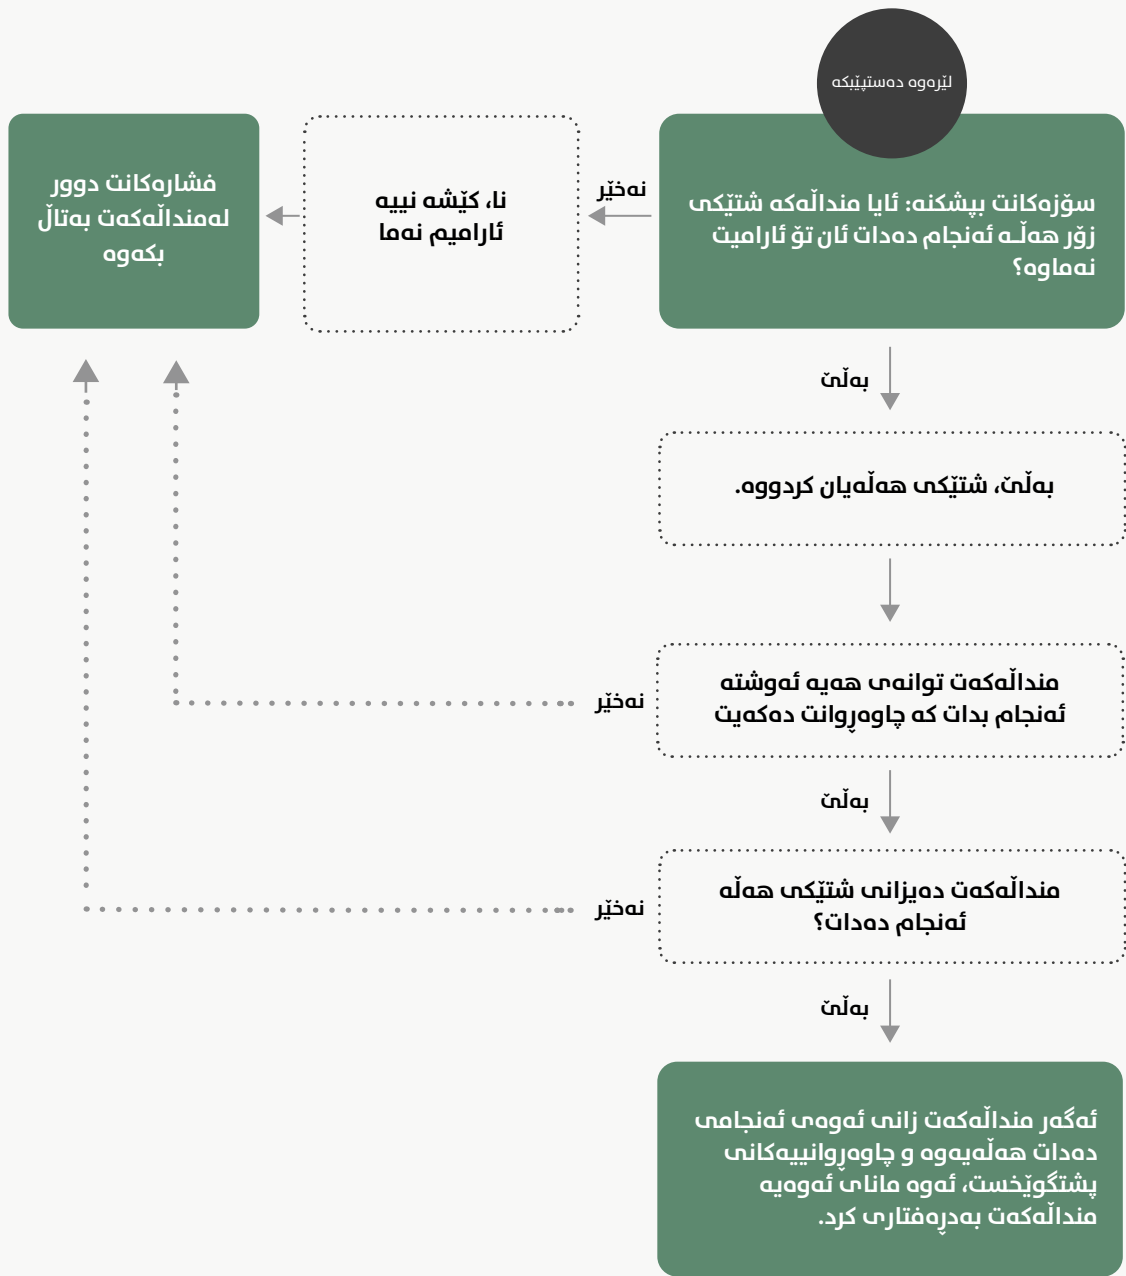 لێرەوە دەستپێبکە
سۆزەکانت بپشکنە: ئایا منداڵەکە شتێکی
زۆر هەڵـە ئەنجام دەدات ئان تۆ ئارامیت
نەماوە؟
نەخێر
نا، کێشە نییە
ئارامیم نەما
فشارەکانت دوور
لەمنداڵەکەت بەتاڵ
بکەوە
بەڵێ
بەڵێ، شتێکی هەڵەیان کردووە.
منداڵەکەت توانەی هەیە ئەوشتە
ئەنجام بدات کە چاوەڕوانت دەکەیت
نەخێر
بەڵێ
منداڵەکەت دەیزانی شتێکی هەڵە
ئەنجام دەدات؟
نەخێر
بەڵێ
ئەگەر منداڵەکەت زانی ئەوەی ئەنجامی
دەدات هەڵەیەوە و چاوەڕوانییەکانی
پشتگوێخست، ئەوە مانای ئەوەیە
منداڵەکەت بەدڕەفتاری کرد.